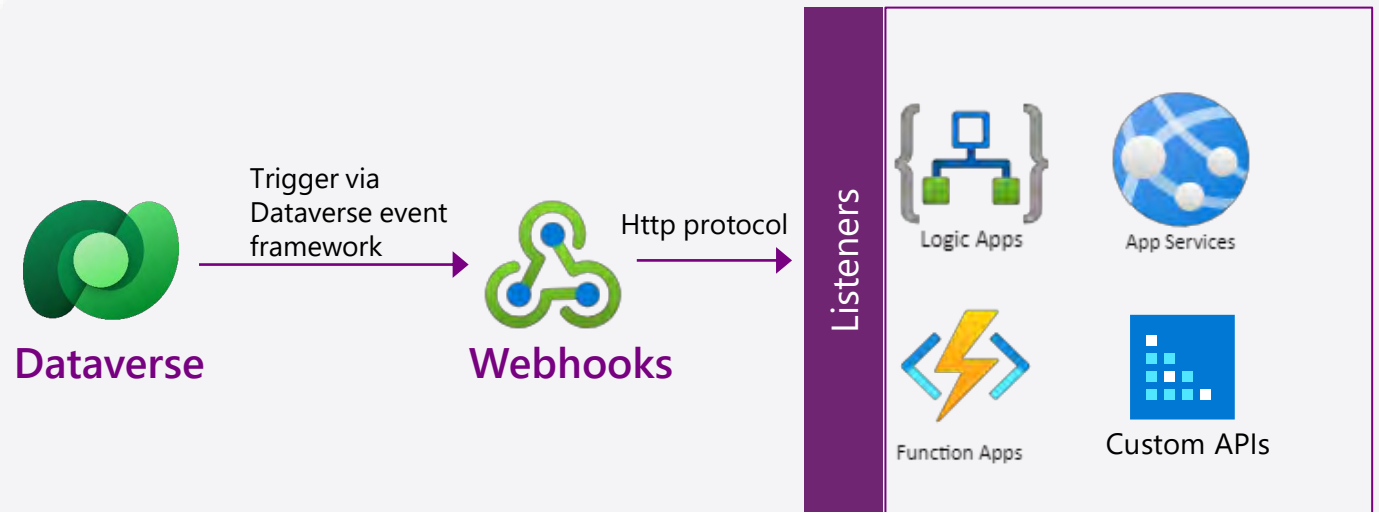 Trigger via
Dataverse event
framework
Dataverse
Http protocol
Webhooks
Listeners
Logic Apps
App Services
Function Apps
Custom APIs